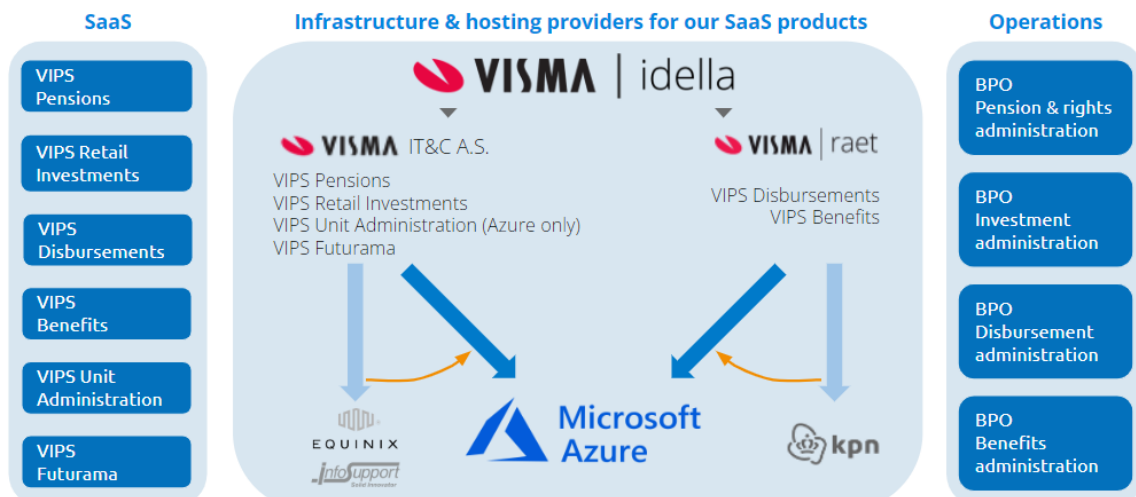 SaaS
VIPS
Pensions
VIPS Retail
Investments
VIPS
Disbursements
VIPS
Benefits
VIPS Unit
Administration
VIPS
Futurama
Infrastructure & hosting providers for our SaaS products
VISMA | idella
VISMA IT&C A.S.
VIPS Pensions
VIPS Retail Investments
VIPS Unit Administration (Azure only)
VIPS Futurama
VISMA | raet
VIPS Disbursements
VIPS Benefits
EQUINIX
infoSupport
Solid Innovator
Microsoft
Azure
kpn
Operations
BPO
Pension & rights
administration
BPO
Investment
administration
BPO
Disbursement
administration
BPO
Benefits
administration